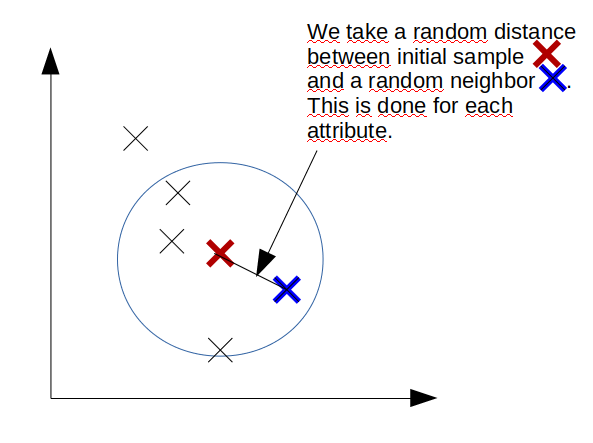 We take a random distance
between initial sample
and a random neighbor .
This is done for each
attribute.